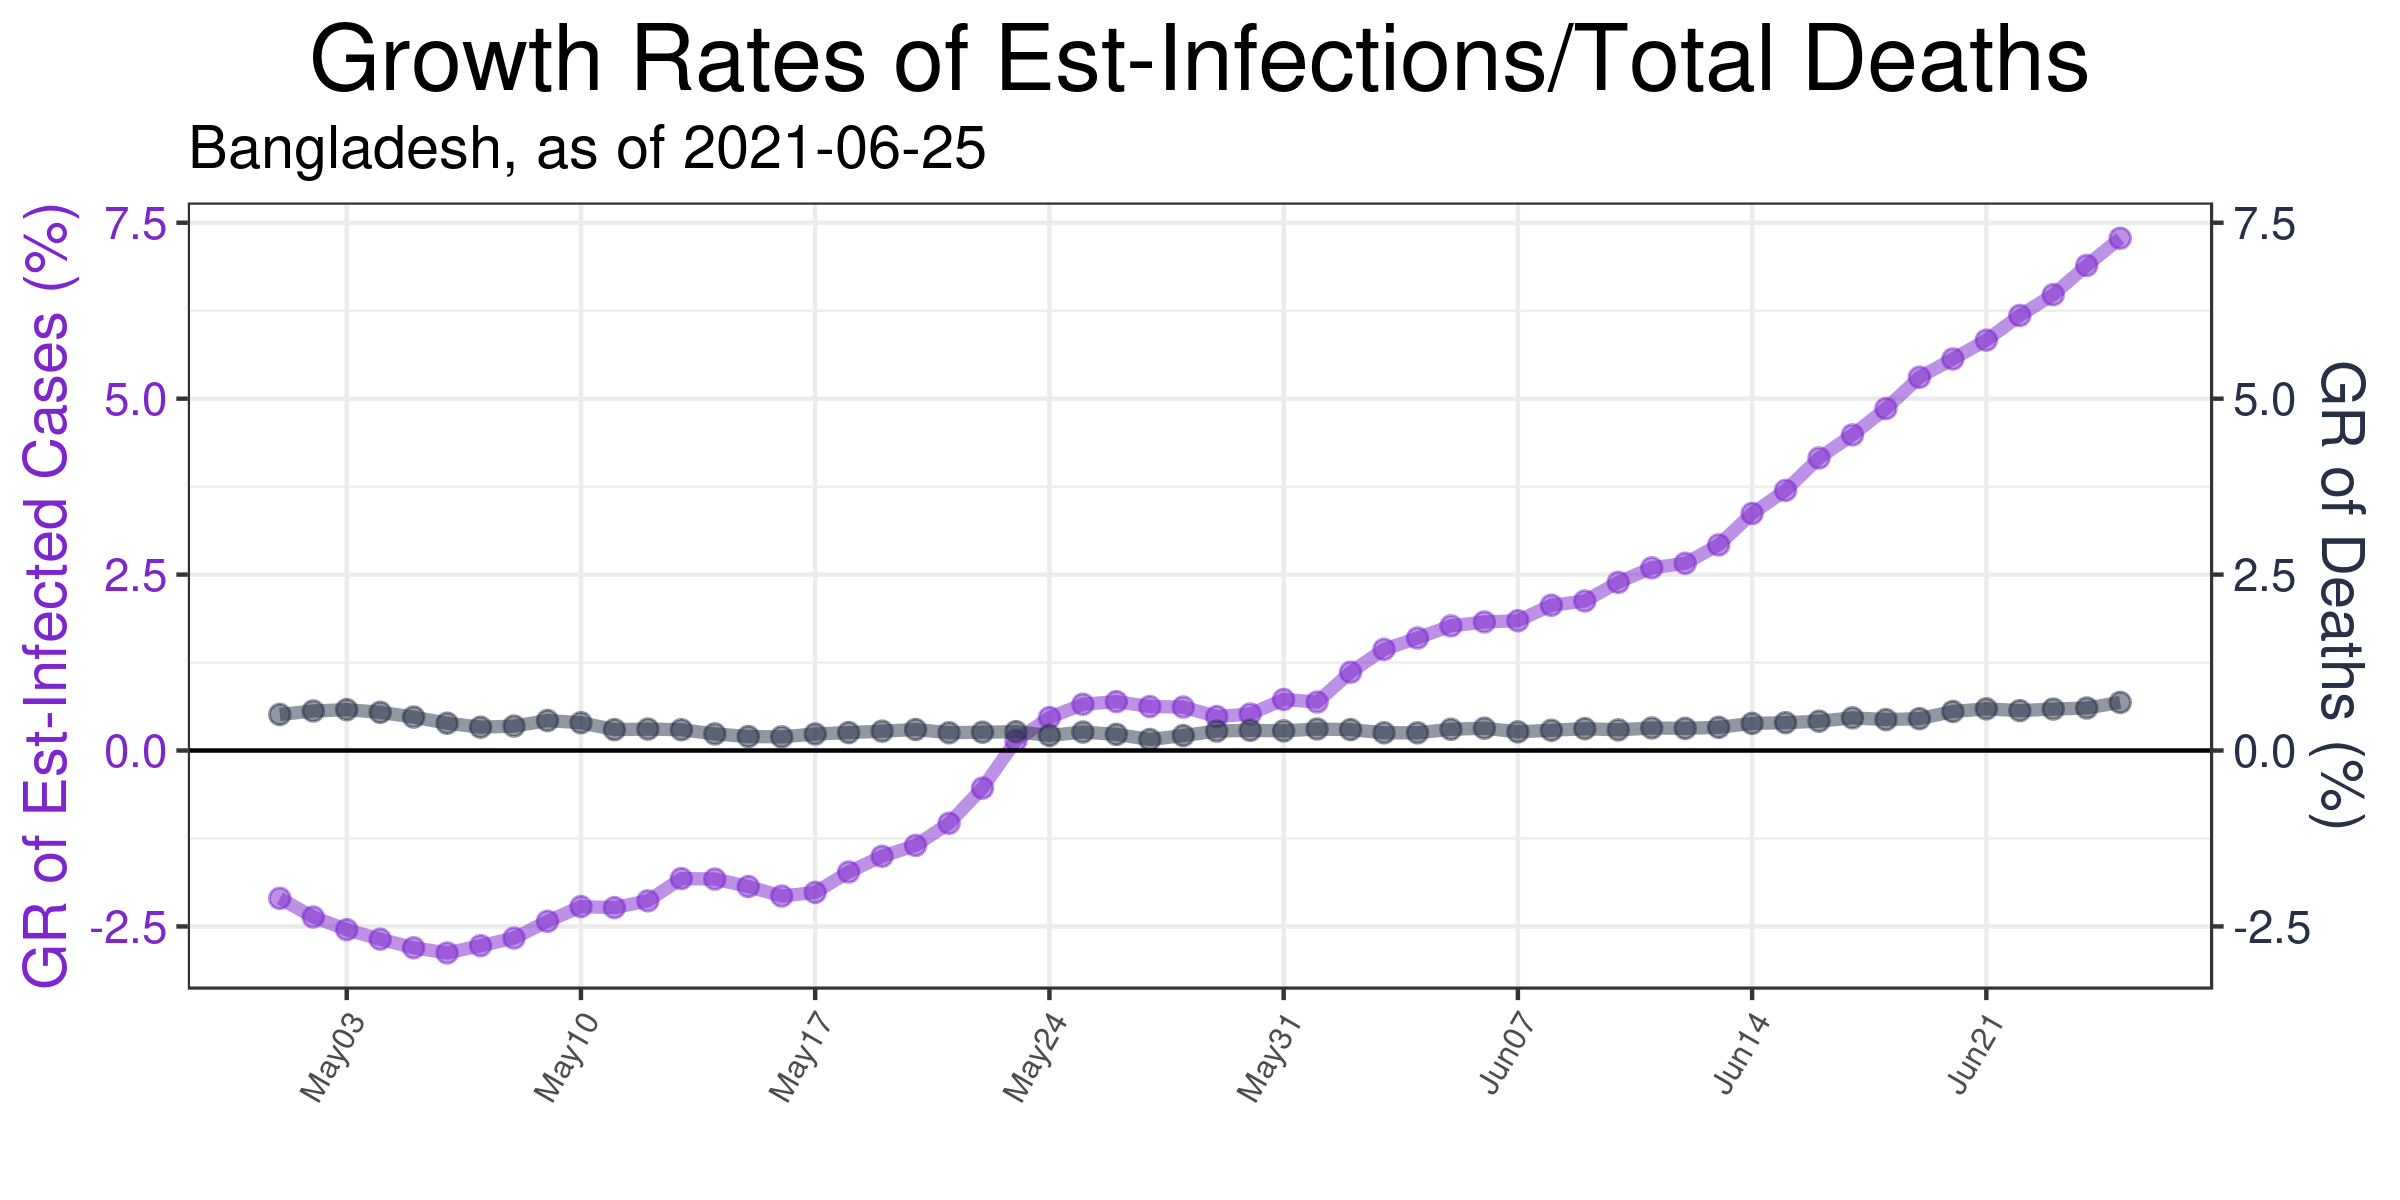 Growth Rates of Est-Infections/Total Deaths
Bangladesh, as of 2021-06-25
GR of Est-Infected Cases (%)
7.5
5.0
2.5
0.0
-2.5
7.5
5.0
2.5
0.0
-2.5
GR of Deaths (%)
May03
May10
May17
May24
May31
Jun07
Jun14
Jun21